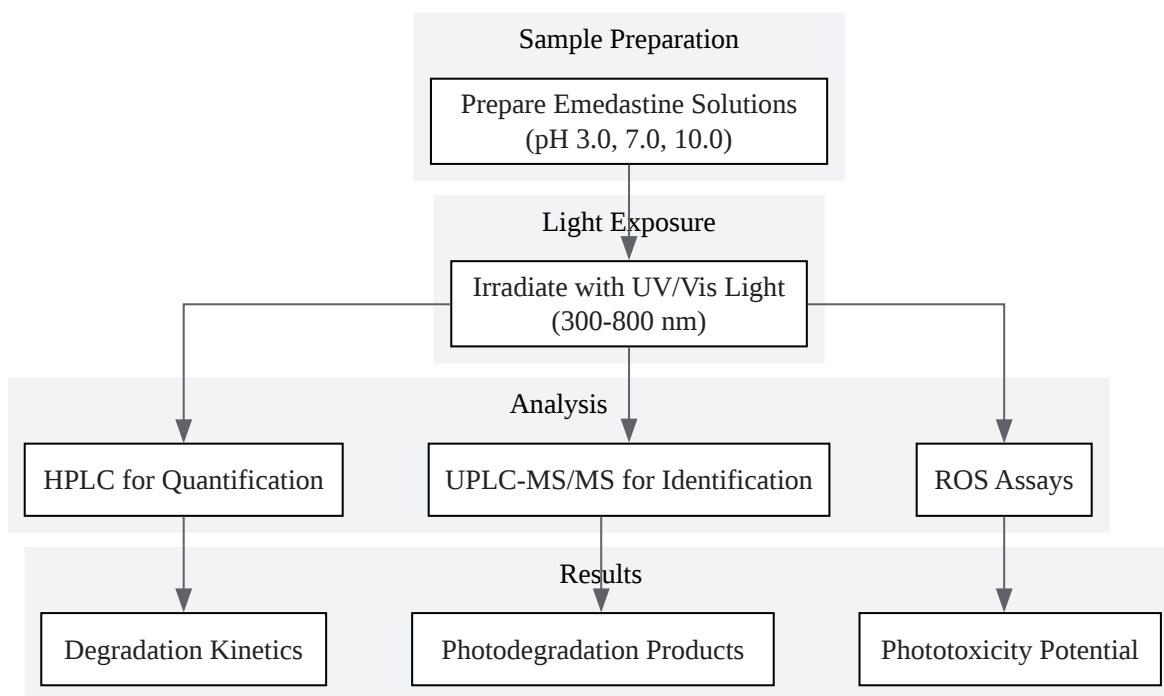 Sample Preparation
Prepare Emedastine Solutions
(pH 3.0, 7.0, 10.0)
Light Exposure
Irradiate with UV/Vis Light
(300-800 nm)
Analysis
HPLC for Quantification
UPLC-MS/MS for Identification
ROS Assays
Results
Degradation Kinetics
Photodegradation Products
Phototoxicity Potential